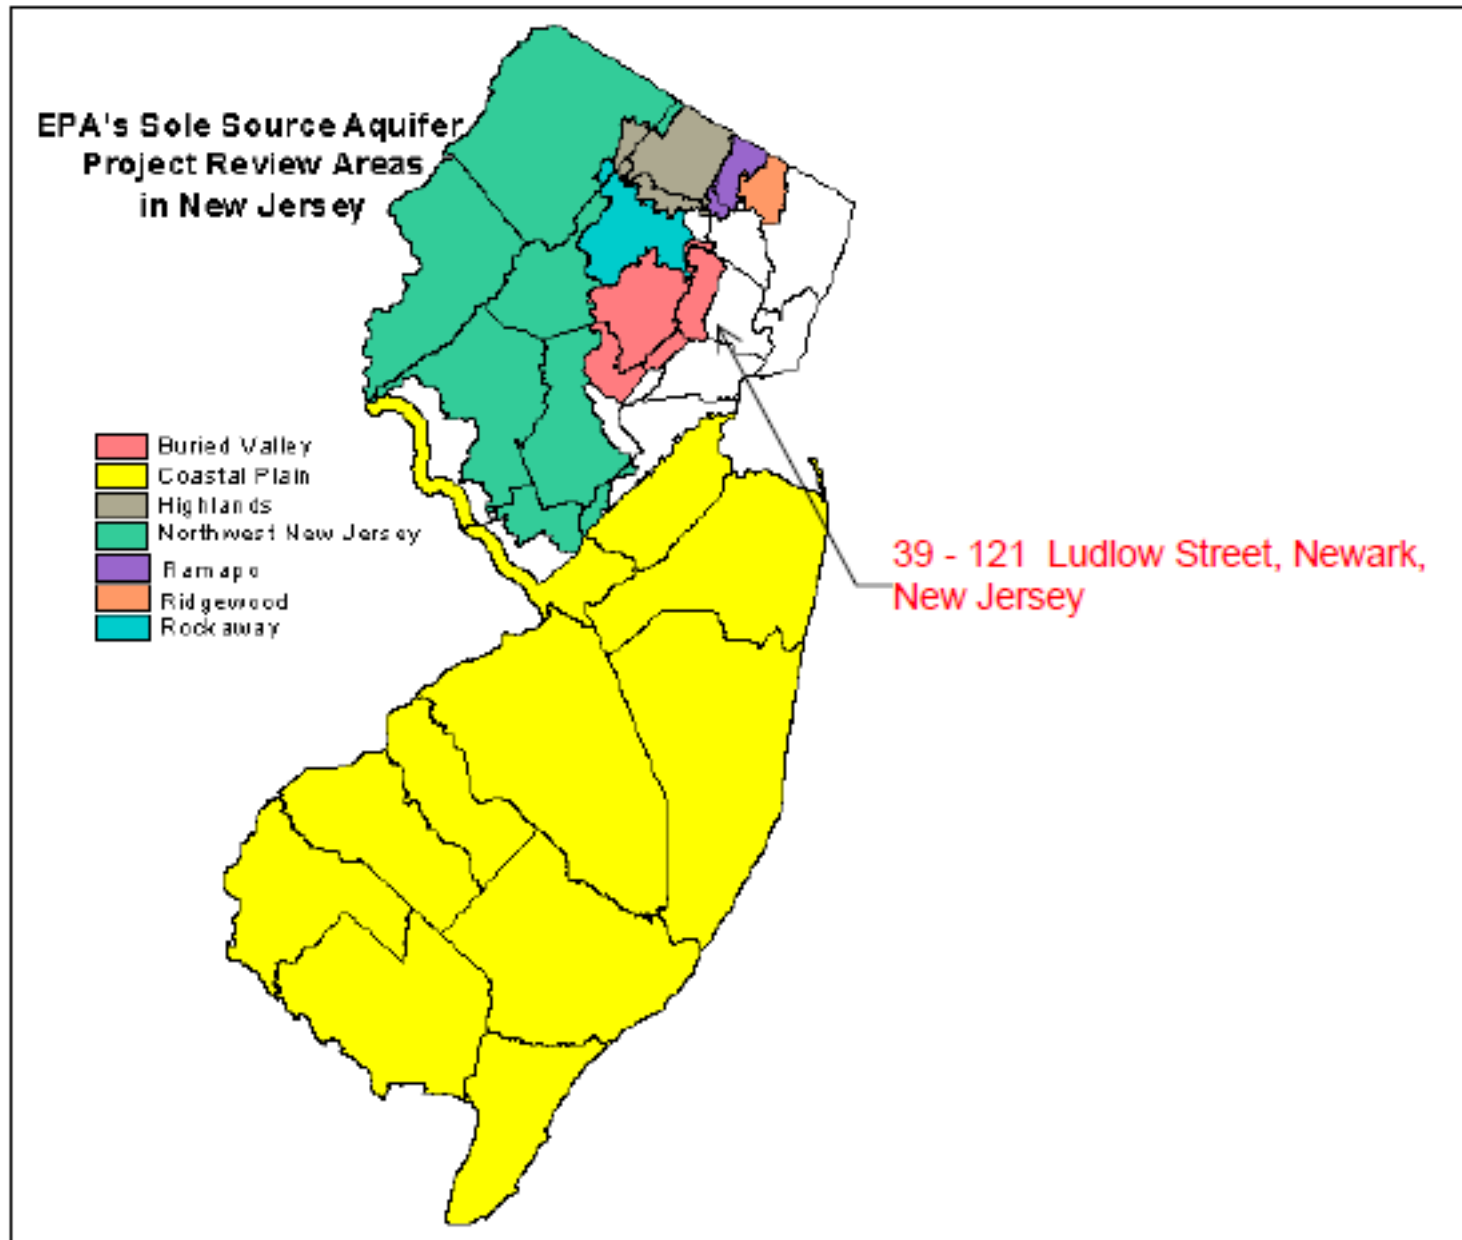 EPA's Sole Source Aquifer
Project Review Areas
in New Jersey
Buried Valley
Coastal Plain
Highlands
Northwest New Jersey
Ramapo
Ridgewood
Rockaway
39 - 121 Ludlow Street, Newark,
New Jersey